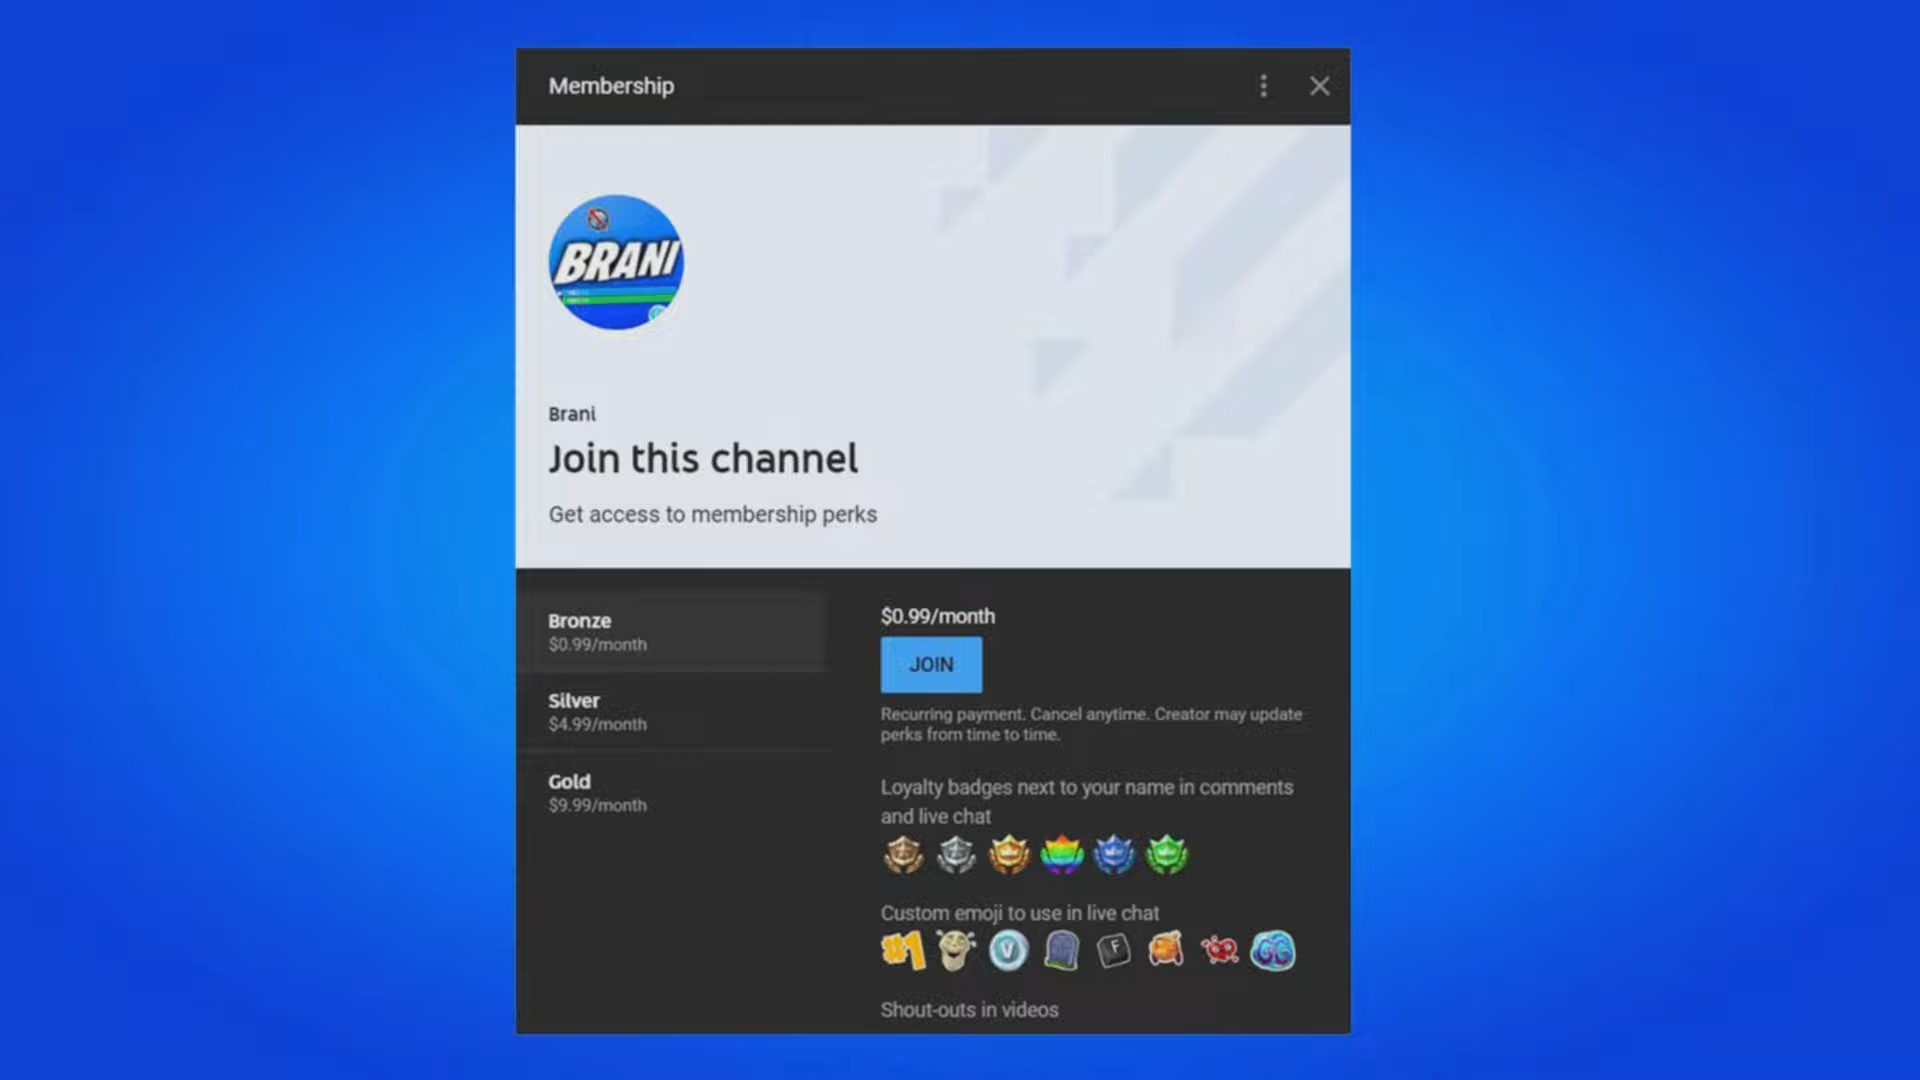 Membership
BRANI
Brani
Join this channel
Get access to membership perks
Bronze
$0.99/month
Silver
$4.99/month
Gold
$9.99/month
$0.99/month
JOIN
Recurring payment. Cancel anytime. Creator may update
perks from time to time.
Loyalty badges next to your name in comments
and live chat
Custom emoji to use in live chat
#1
V
F
GG
Shout-outs in videos